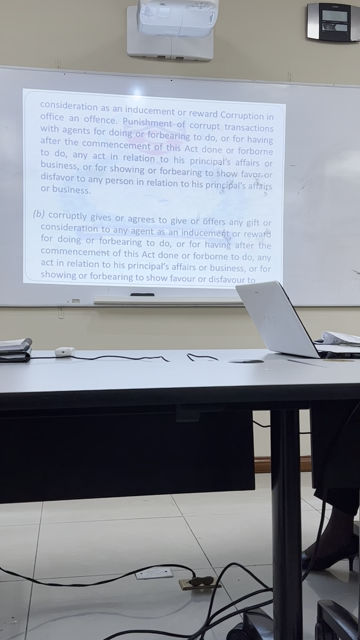 consideration as an inducement or reward Corruption in
office an offence. Punishment of corrupt transactions
with agents for doing or forbearing to do, or for having
after the commencement of this Act done or forborne
to do, any act in relation to his principal's affairs or
business, or for showing or forbearing to show favor or
disfavor to any person in relation to his principal's affairs
or business.
(b) corruptly gives or agrees to give or offers any gift or
consideration to any agent as an inducement or reward
for doing or forbearing to do, or for having after the
commencement of this Act done or forborne to do, any
act in relation to his principal's affairs or business, or for
showing or forbearing to show favour or disfavour to